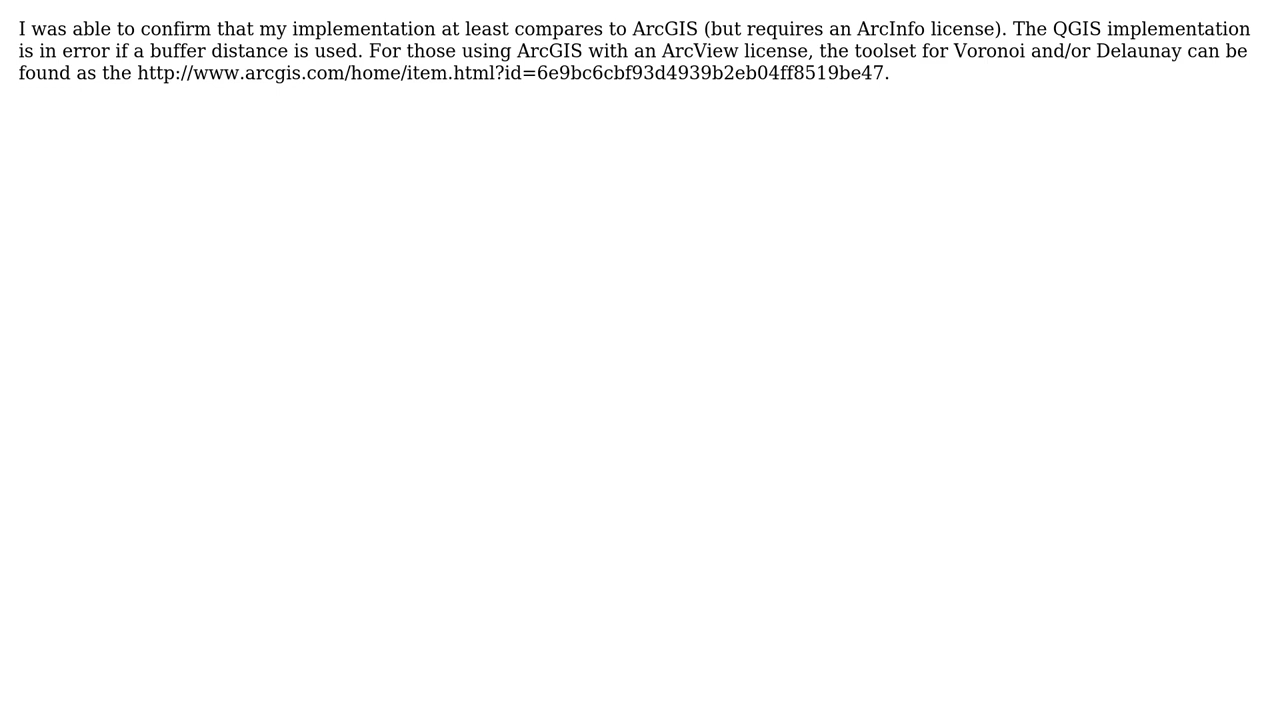 I was able to confirm that my implementation at least compares to ArcGIS (but requires an ArcInfo license). The QGIS implementation
is in error if a buffer distance is used. For those using ArcGIS with an ArcView license, the toolset for Voronoi and/or Delaunay can be
found as the http://www.arcgis.com/home/item.html?id=6e9bc6cbf93d4939b2eb04ff8519be47.